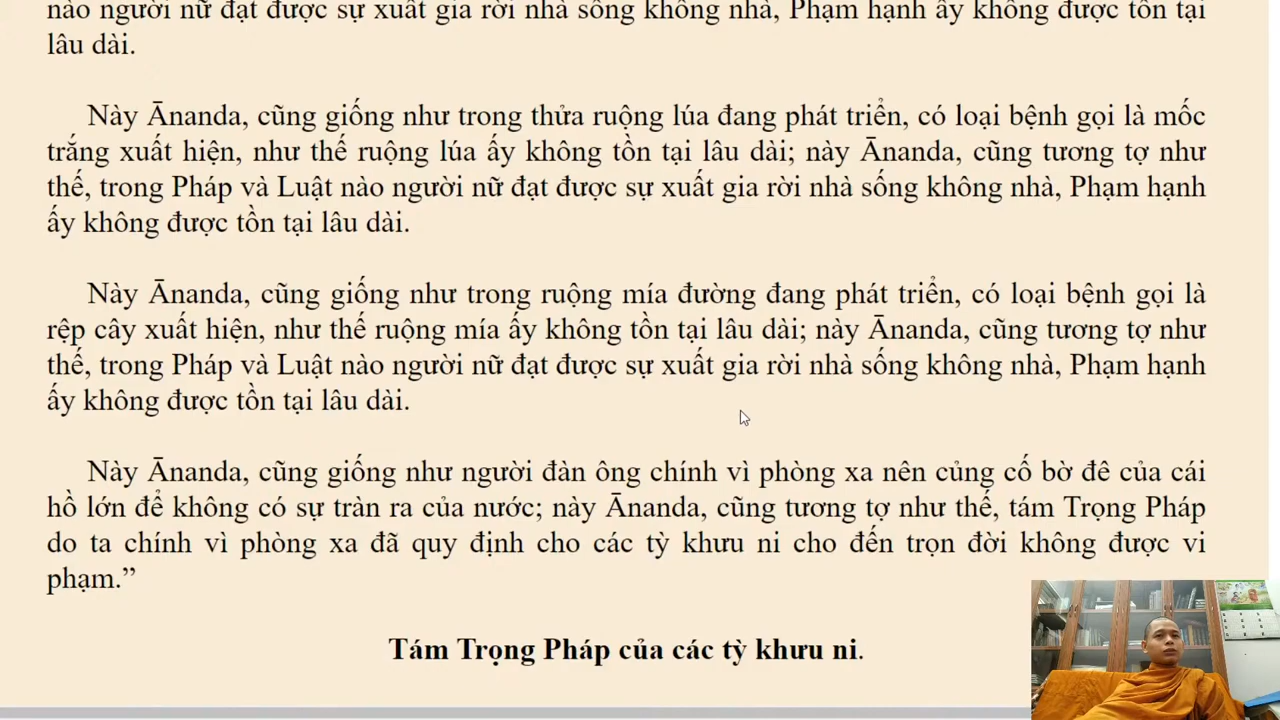 nào người nữ đạt được sự xuất gia rời nhà sống không nhà, Phạm hạnh ấy không được tồn tại
lâu dài.
Này Ānanda, cũng giống như trong thửa ruộng lúa đang phát triển, có loại bệnh gọi là mốc
trắng xuất hiện, như thế ruộng lúa ấy không tồn tại lâu dài; này Ānanda, cũng tương tợ như
thế, trong Pháp và Luật nào người nữ đạt được sự xuất gia rời nhà sống không nhà, Phạm hạnh
ấy không được tồn tại lâu dài.
Này Ānanda, cũng giống như trong ruộng mía đường đang phát triển, có loại bệnh gọi là
rệp cây xuất hiện, như thế ruộng mía ấy không tồn tại lâu dài; này Ānanda, cũng tương tợ như
thế, trong Pháp và Luật nào người nữ đạt được sự xuất gia rời nhà sống không nhà, Phạm hạnh
ấy không được tồn tại lâu dài.
Này Ānanda, cũng giống như người đàn ông chính vì phòng xa nên củng cố bờ đê của cái
hồ lớn để không có sự tràn ra của nước; này Ānanda, cũng tương tợ như thế, tám Trọng Pháp
do ta chính vì phòng xa đã quy định cho các tỳ khưu ni cho đến trọn đời không được vi
phạm.”
Tám Trọng Pháp của các tỳ khưu ni.